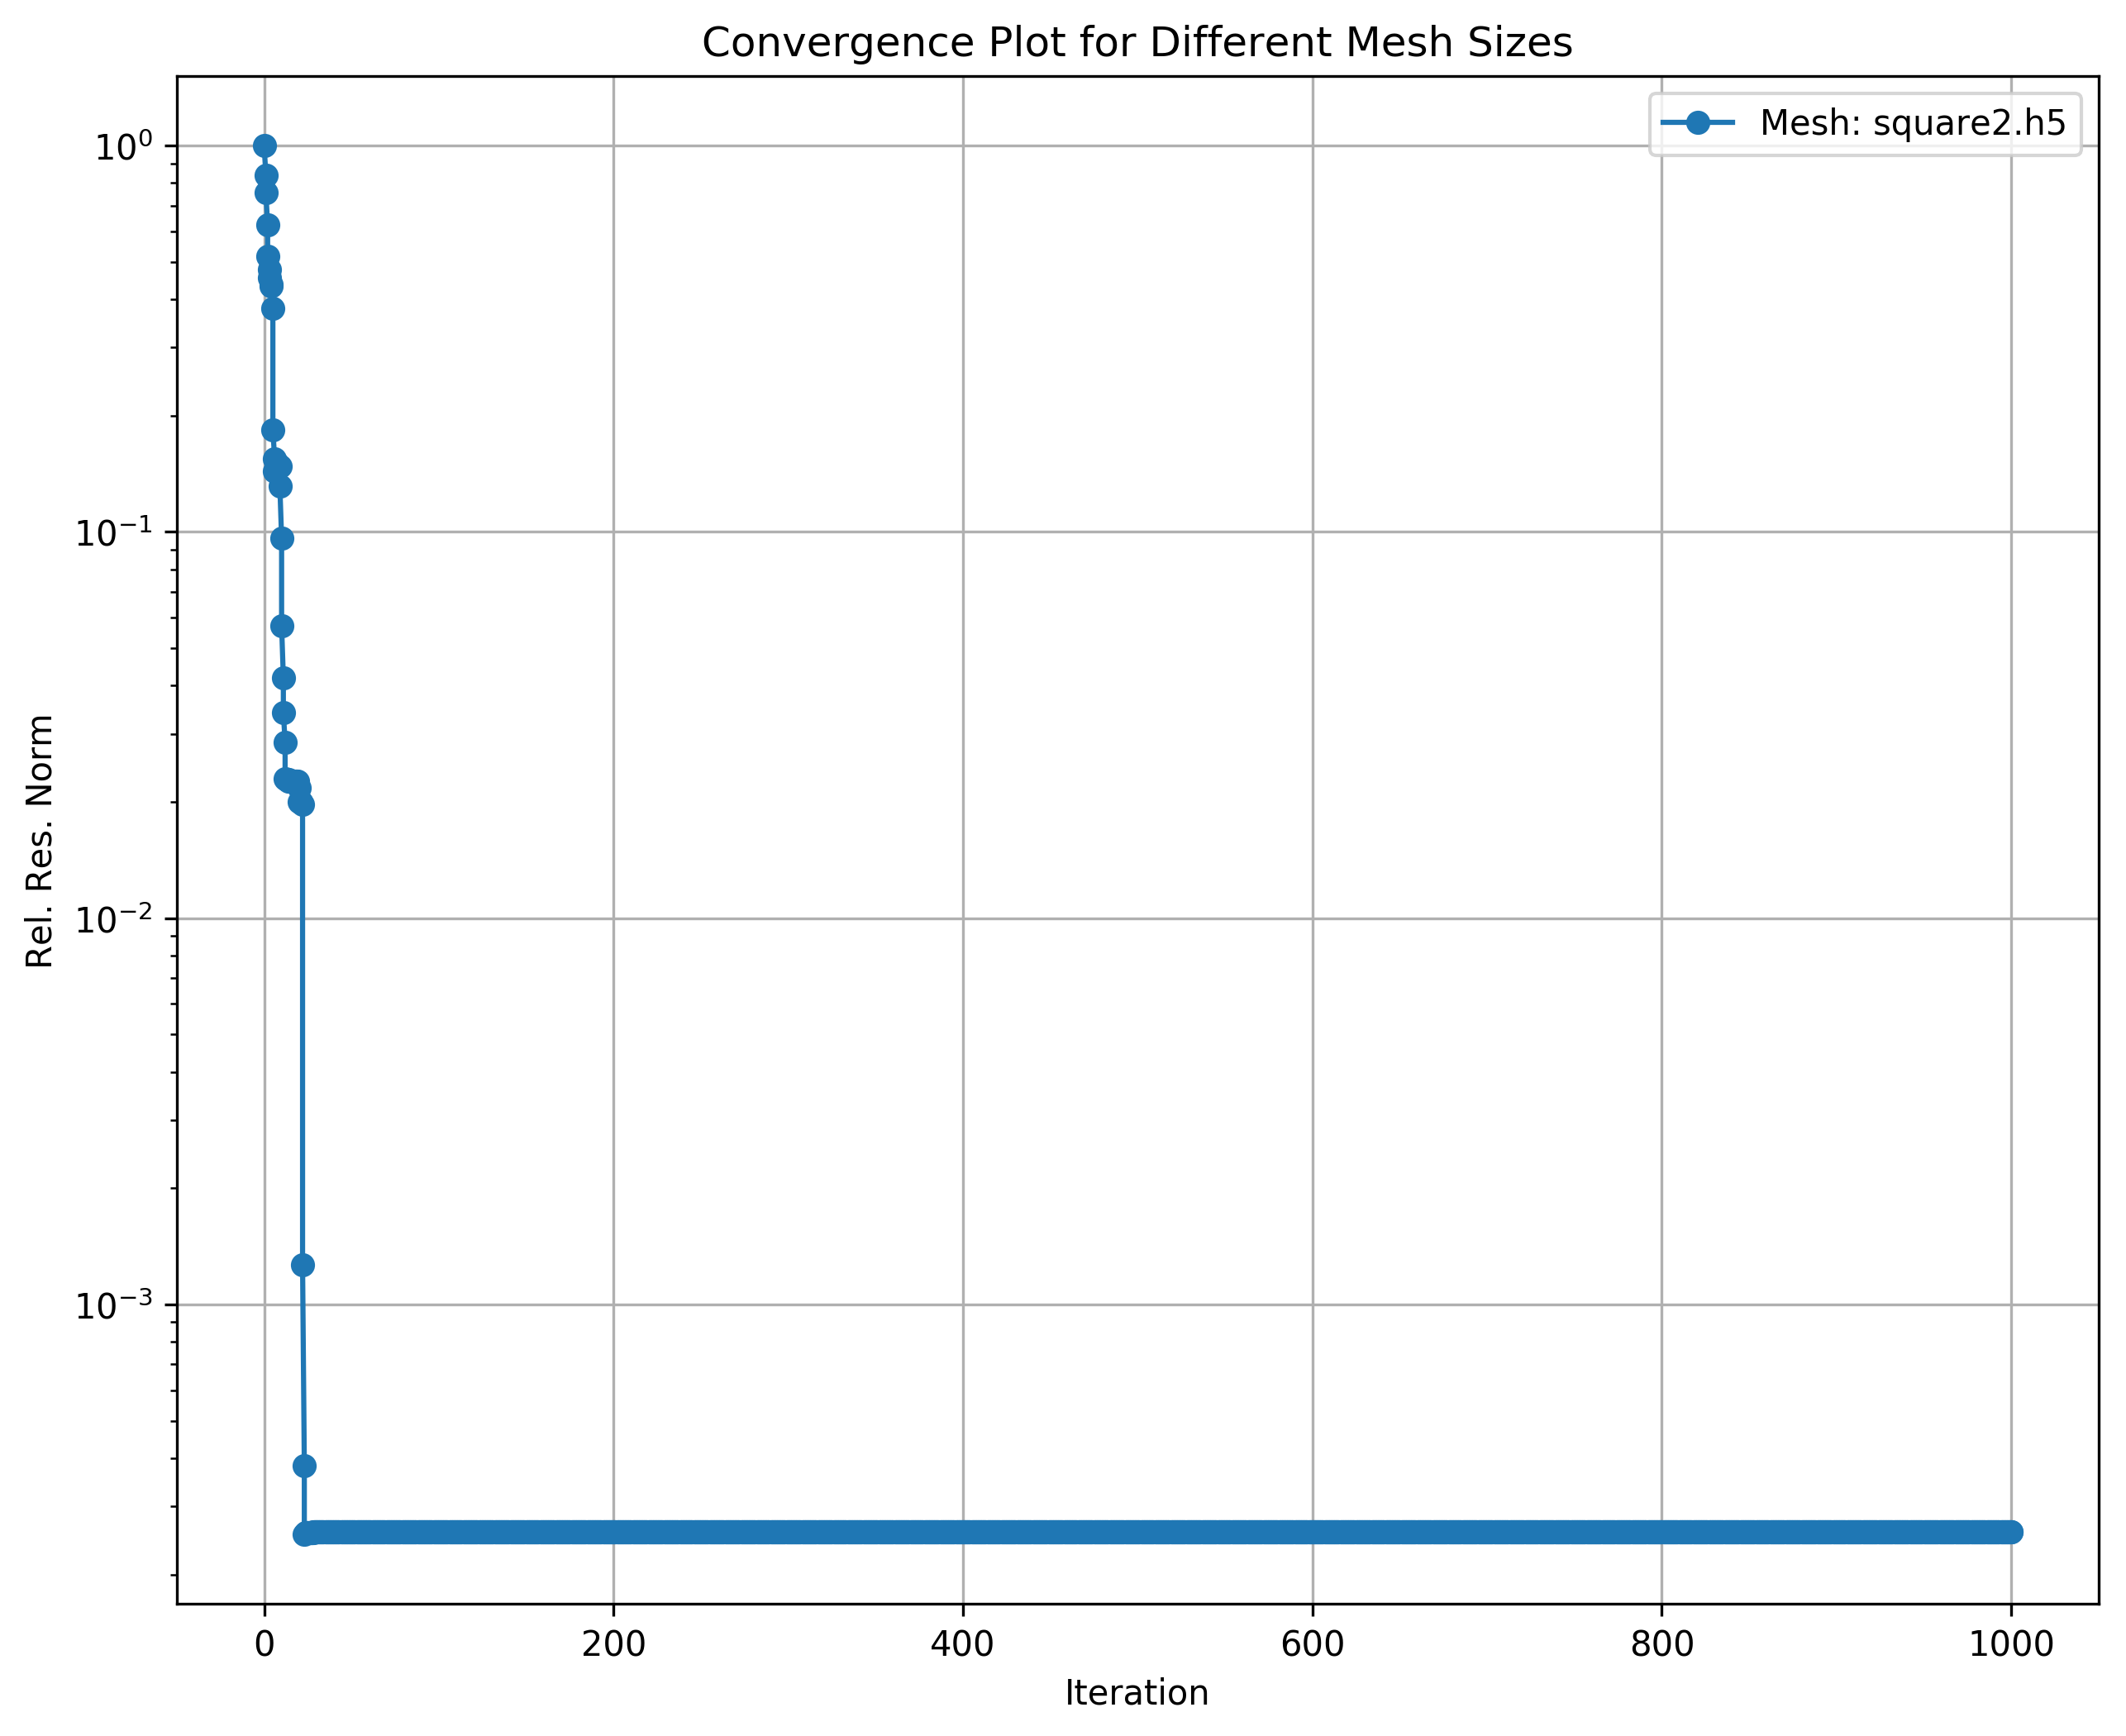 Convergence Plot for Different Mesh Sizes
Mesh: square2.h5
10⁰
10⁻¹
10⁻²
10⁻³
Rel. Res. Norm
0 200 400 600 800 1000
Iteration